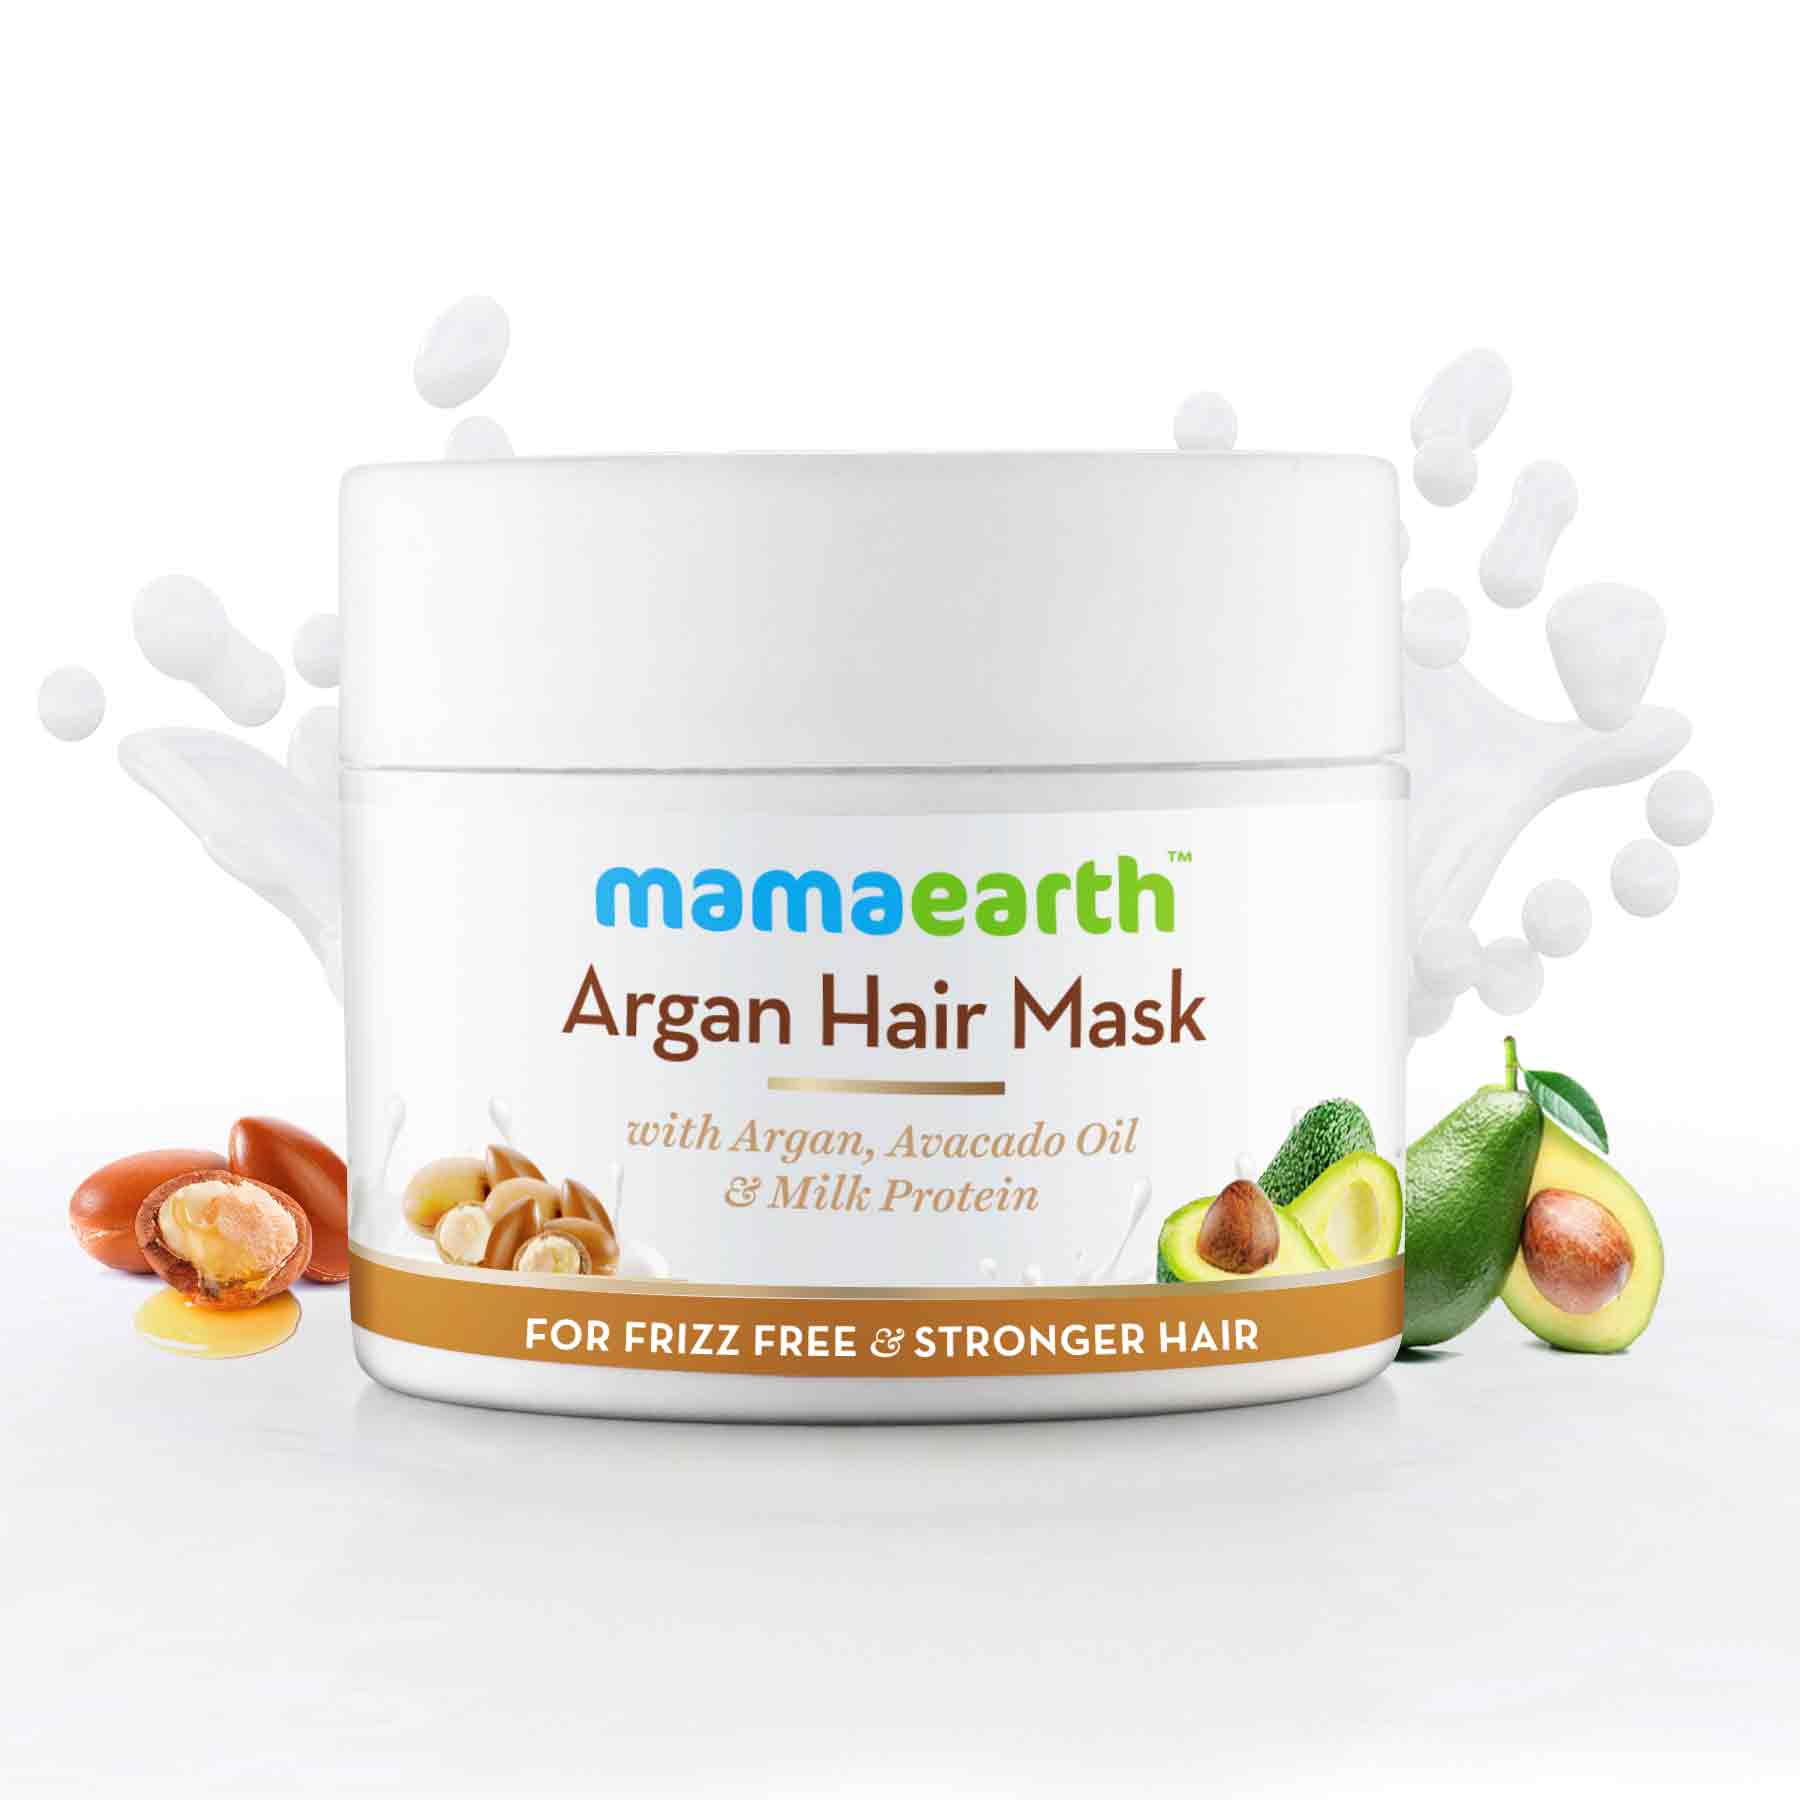 mamaearth™
Argan Hair Mask
with Argan, Avacado Oil
& Milk Protein
FOR FRIZZ FREE & STRONGER HAIR